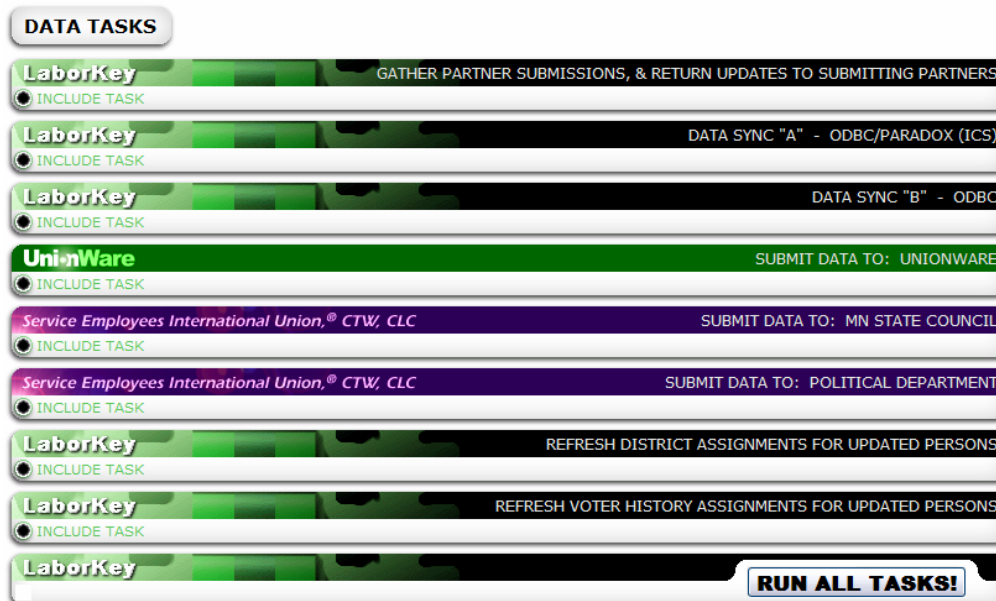 DATA TASKS
LaborKey GATHER PARTNER SUBMISSIONS, & RETURN UPDATES TO SUBMITTING PARTNERS
INCLUDE TASK
LaborKey DATA SYNC "A" - ODBC/PARADOX (ICS)
INCLUDE TASK
LaborKey DATA SYNC "B" - ODBC
INCLUDE TASK
UnionWare SUBMIT DATA TO: UNIONWARE
INCLUDE TASK
Service Employees International Union,® CTW, CLC SUBMIT DATA TO: MN STATE COUNCIL
INCLUDE TASK
Service Employees International Union,® CTW, CLC SUBMIT DATA TO: POLITICAL DEPARTMENT
INCLUDE TASK
LaborKey REFRESH DISTRICT ASSIGNMENTS FOR UPDATED PERSONS
INCLUDE TASK
LaborKey REFRESH VOTER HISTORY ASSIGNMENTS FOR UPDATED PERSONS
INCLUDE TASK
LaborKey
RUN ALL TASKS!